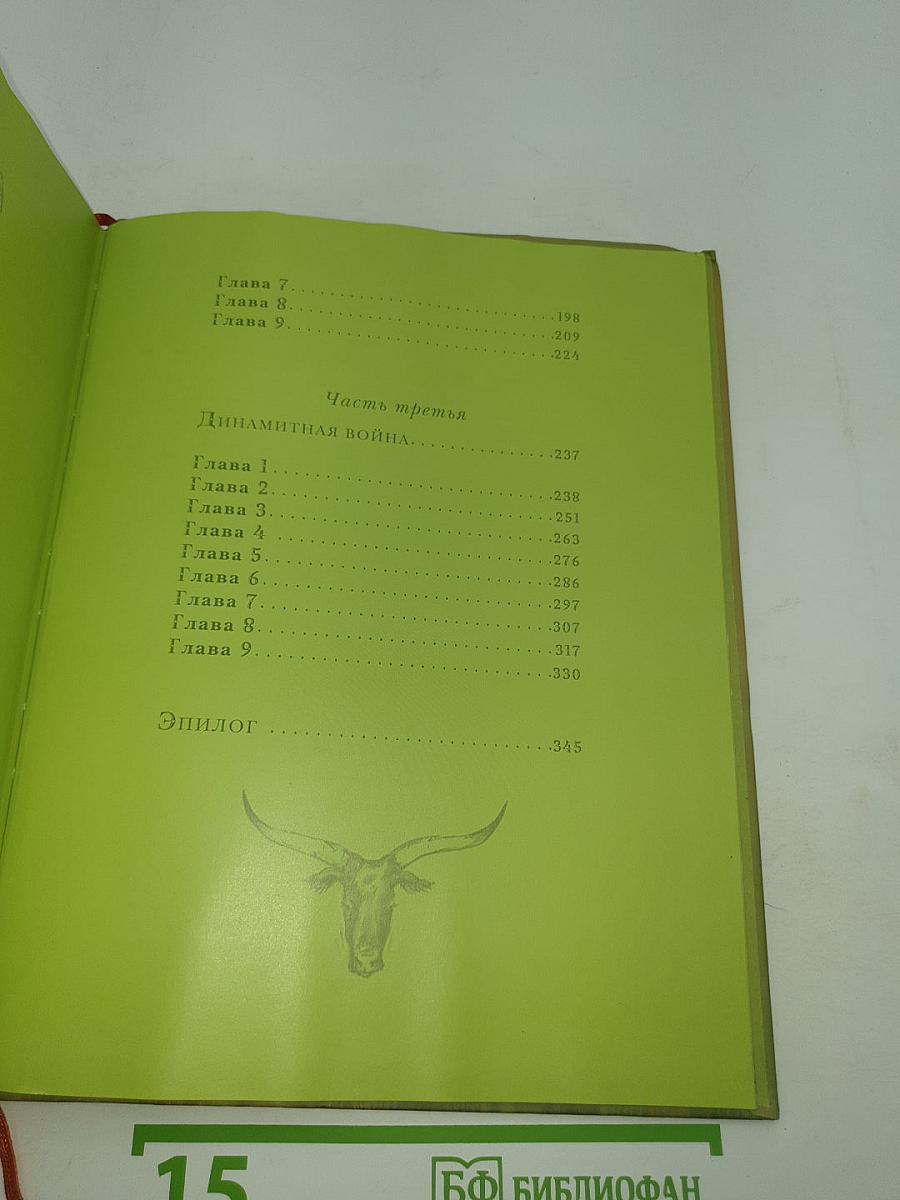 Глава 7..........................198
Глава 8..........................209
Глава 9..........................224
Часть третья
Динамитная война..............237
Глава 1..........................238
Глава 2..........................251
Глава 3..........................263
Глава 4..........................276
Глава 5..........................286
Глава 6..........................297
Глава 7..........................307
Глава 8..........................317
Глава 9..........................330
Эпилог..........................345
15
БФ БИБЛИОФАН